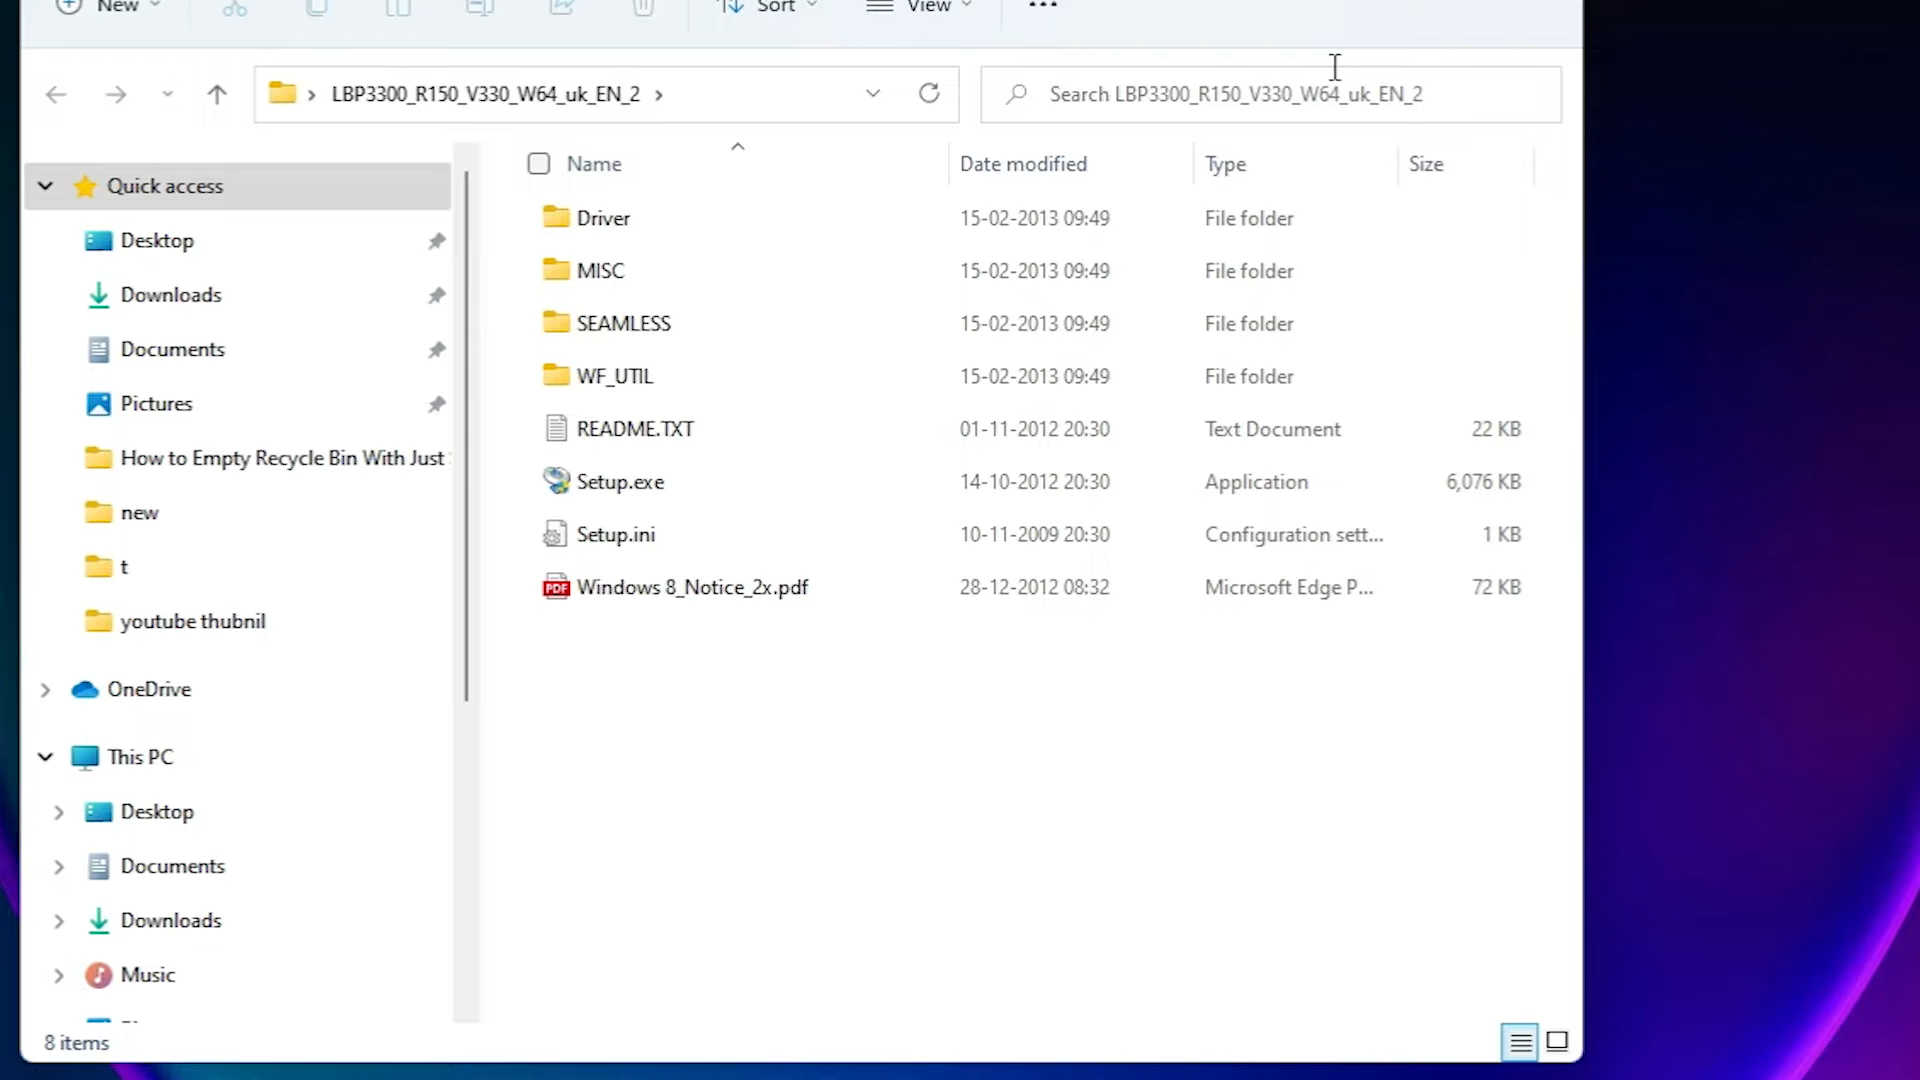 New
Sort
View
LBP3300_R150_V330_W64_uk_EN_2
Search LBP3300_R150_V330_W64_uk_EN_2
Name Date modified Type Size
Quick access
Desktop
Downloads
Documents
Pictures
How to Empty Recycle Bin With Just
new
t
youtube thubnil
OneDrive
This PC
Desktop
Documents
Downloads
Music
Driver 15-02-2013 09:49 File folder
MISC 15-02-2013 09:49 File folder
SEAMLESS 15-02-2013 09:49 File folder
WF_UTIL 15-02-2013 09:49 File folder
README.TXT 01-11-2012 20:30 Text Document 22 KB
Setup.exe 14-10-2012 20:30 Application 6,076 KB
Setup.ini 10-11-2009 20:30 Configuration sett... 1 KB
PDF Windows 8_Notice_2x.pdf 28-12-2012 08:32 Microsoft Edge P... 72 KB
8 items